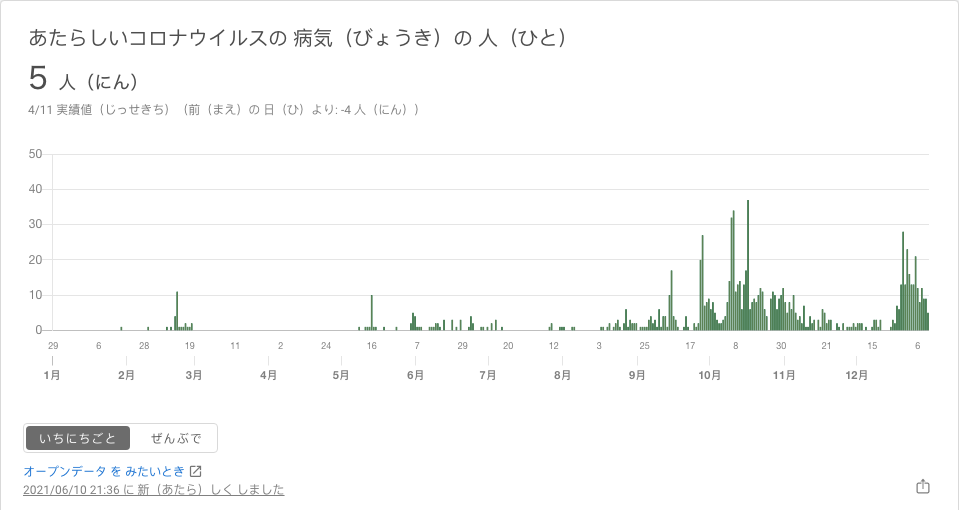 あたらしいコロナウイルスの 病気（びょうき）の 人（ひと）
5 人（にん）
4/11 実績値（じっせきち）（前（まえ）の 日（ひ）より: -4 人（にん））
50
40
30
20
10
0
29 6 28 19 11 2 24 16 7 29 20 12 3 25 17 8 30 21 15 6
1月 2月 3月 4月 5月 6月 7月 8月 9月 10月 11月 12月
いちにちごと ぜんぶで
オープンデータ を みたいとき
2021/06/10 21:36 に 新（あたら）しく しました